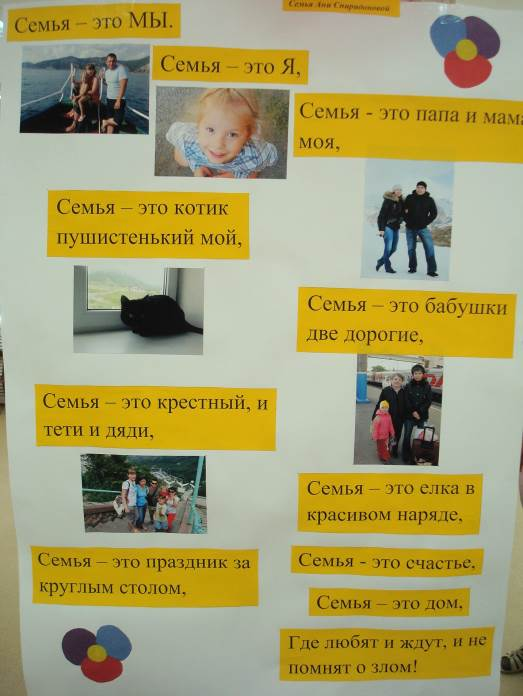 Семья Ани Спиридоновой
Семья – это МЫ.
Семья – это Я,
Семья - это папа и мама
моя,
Семья – это котик
пушистенький мой,
Семья – это бабушки
две дорогие,
Семья – это крестный, и
тети и дяди,
Семья – это елка в
красивом наряде,
Семья – это праздник за
круглым столом,
Семья - это счастье,
Семья – это дом,
Где любят и ждут, и не
помнят о злом!